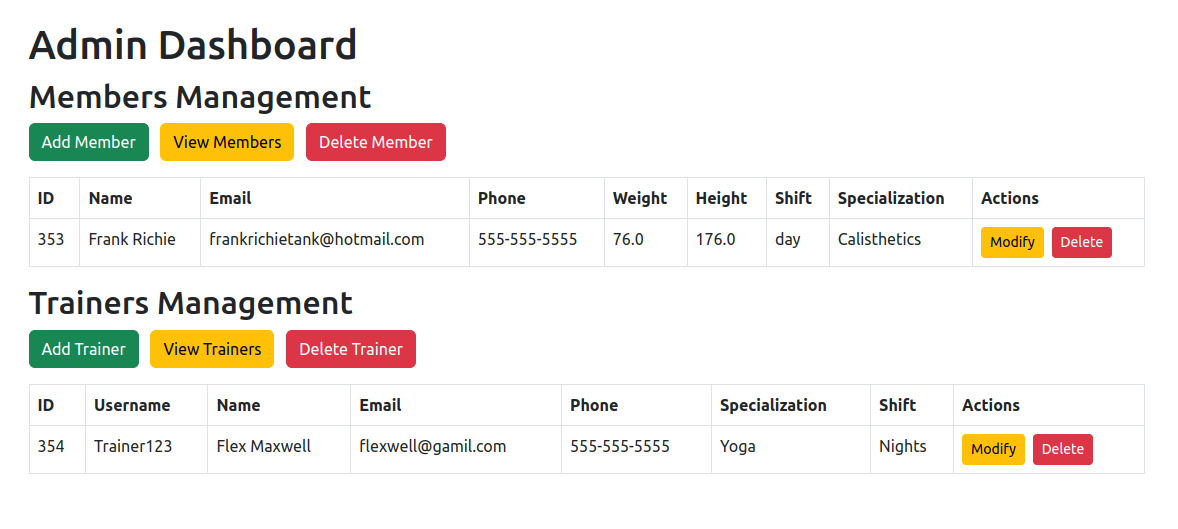 Admin Dashboard
Members Management
Add Member View Members Delete Member
ID Name Email Phone Weight Height Shift Specialization Actions
353 Frank Richie frankrichietank@hotmail.com 555-555-5555 76.0 176.0 day Calisthetics Modify Delete
Trainers Management
Add Trainer View Trainers Delete Trainer
ID Username Name Email Phone Specialization Shift Actions
354 Trainer123 Flex Maxwell flexwell@gamil.com 555-555-5555 Yoga Nights Modify Delete